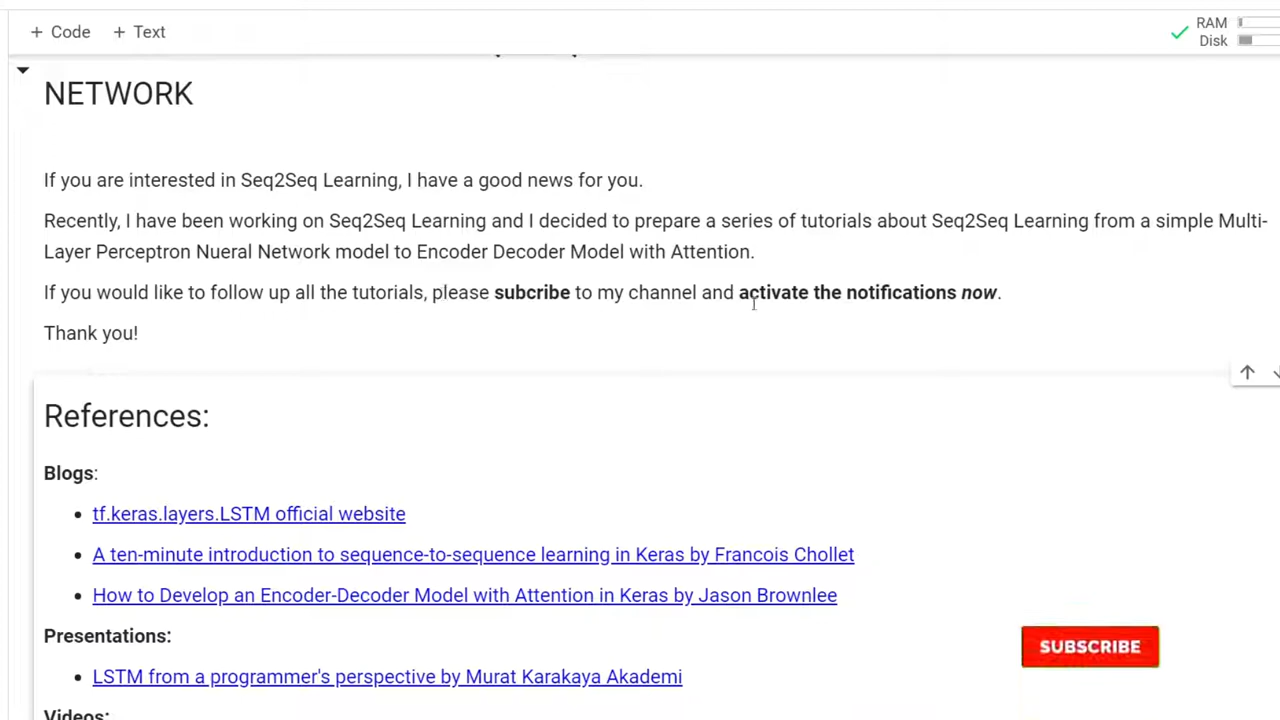 + Code + Text
RAM
Disk
NETWORK
If you are interested in Seq2Seq Learning, I have a good news for you.
Recently, I have been working on Seq2Seq Learning and I decided to prepare a series of tutorials about Seq2Seq Learning from a simple Multi-
Layer Perceptron Nueral Network model to Encoder Decoder Model with Attention.
If you would like to follow up all the tutorials, please subcribe to my channel and activate the notifications now.
Thank you!
References:
Blogs:
• tf.keras.layers.LSTM official website
• A ten-minute introduction to sequence-to-sequence learning in Keras by Francois Chollet
• How to Develop an Encoder-Decoder Model with Attention in Keras by Jason Brownlee
SUBSCRIBE
Presentations:
• LSTM from a programmer's perspective by Murat Karakaya Akademi
Videos: